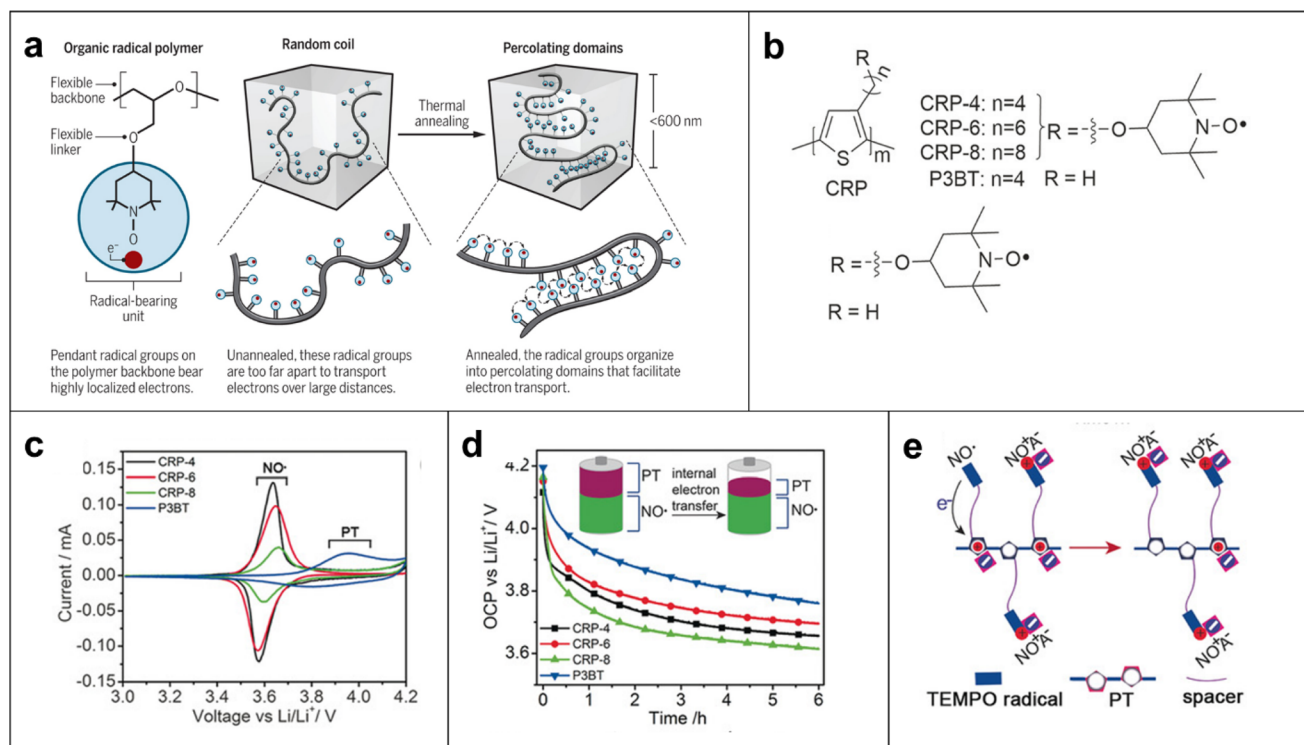 a
Organic radical polymer
Flexible backbone
O
Flexible linker
O
N
O
e-
Radical-bearing unit
Pendant radical groups on
the polymer backbone bear
highly localized electrons.
Random coil
Thermal
annealing
Unannealed, these radical groups
are too far apart to transport
electrons over large distances.
Percolating domains
<600 nm
Annealed, the radical groups organize
into percolating domains that facilitate
electron transport.
b
R
n
S
m
CRP
CRP-4: n=4
CRP-6: n=6
CRP-8: n=8
R = O N-O•
P3BT: n=4 R = H
R = O N-O•
R = H
c
CRP-4
CRP-6
CRP-8
P3BT
NO·
PT
Current / mA
0.15
0.10
0.05
0.00
-0.05
-0.10
-0.15
3.0 3.3 3.6 3.9 4.2
Voltage vs Li/Li⁺/ V
d
OCP vs Li/Li⁺/ V
4.2
4.0
3.8
3.6
PT
NO·
internal
electron
transfer
PT
NO·
CRP-4
CRP-6
CRP-8
P3BT
0 1 2 3 4 5 6
Time /h
e
NO·
NO⁺A⁻
NO⁺A⁻
NO⁺A⁻
e⁻
NO⁺A⁻
NO⁺A⁻
NO⁺A⁻
TEMPO radical
PT
spacer